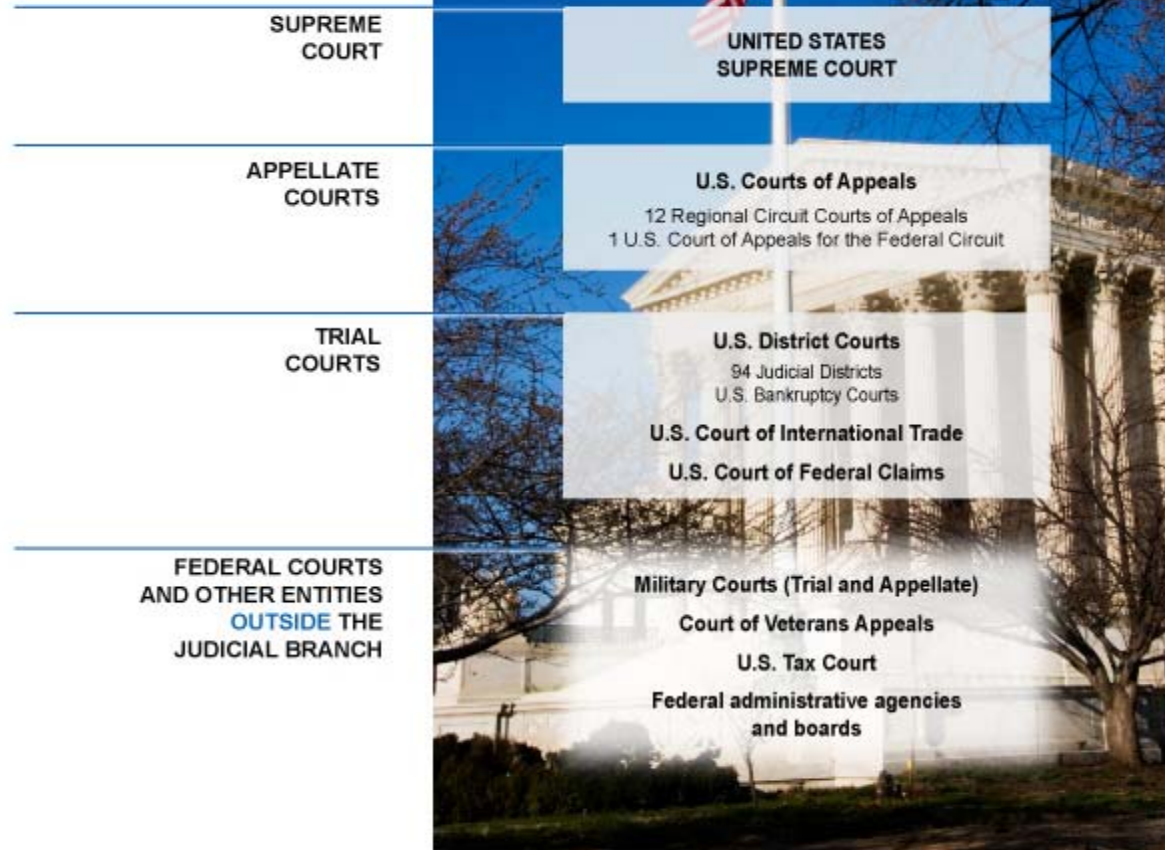 SUPREME
COURT
UNITED STATES
SUPREME COURT
APPELLATE
COURTS
U.S. Courts of Appeals
12 Regional Circuit Courts of Appeals
1 U.S. Court of Appeals for the Federal Circuit
TRIAL
COURTS
U.S. District Courts
94 Judicial Districts
U.S. Bankruptcy Courts
U.S. Court of International Trade
U.S. Court of Federal Claims
FEDERAL COURTS
AND OTHER ENTITIES
OUTSIDE THE
JUDICIAL BRANCH
Military Courts (Trial and Appellate)
Court of Veterans Appeals
U.S. Tax Court
Federal administrative agencies
and boards